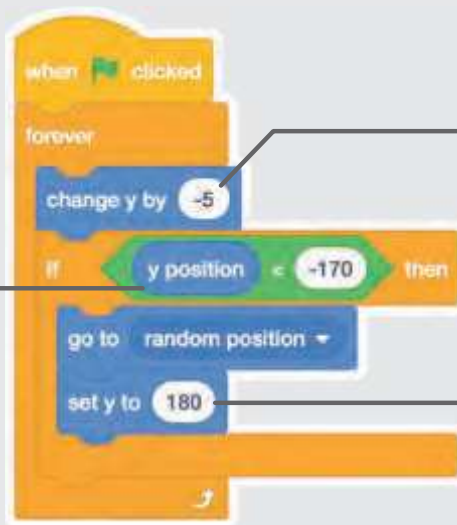 when clicked
forever
change y by -5
if y position < -170 then
go to random position
set y to 180